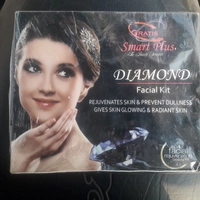 Smart Plus
DIAMOND
Facial Kit
REJUVENATES SKIN & PREVENT DULLNESS
GIVES SKIN GLOWING & RADIANT SKIN